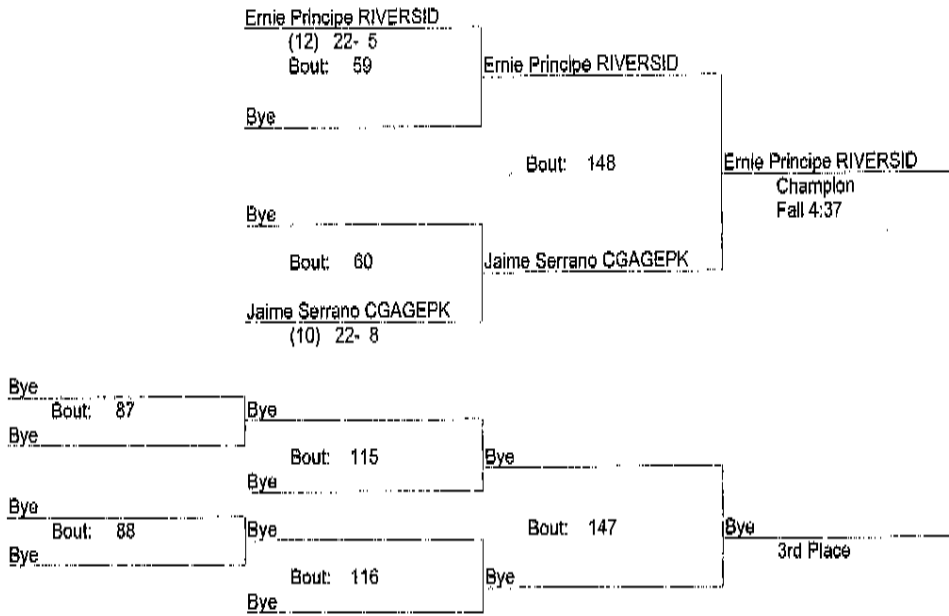 Ernie Principe RIVERSID
(12) 22- 5
Bout: 59
Ernie Principe RIVERSID
Bye
Bout: 148
Ernie Principe RIVERSID
Champion
Fall 4:37
Bye
Bout: 60
Jaime Serrano CGAGEPK
Jaime Serrano CGAGEPK
(10) 22- 8
Bye
Bout: 87
Bye
Bye
Bout: 115
Bye
Bye
Bye
Bout: 88
Bye
Bye
Bout: 147
Bye
3rd Place
Bout: 116
Bye
Bye